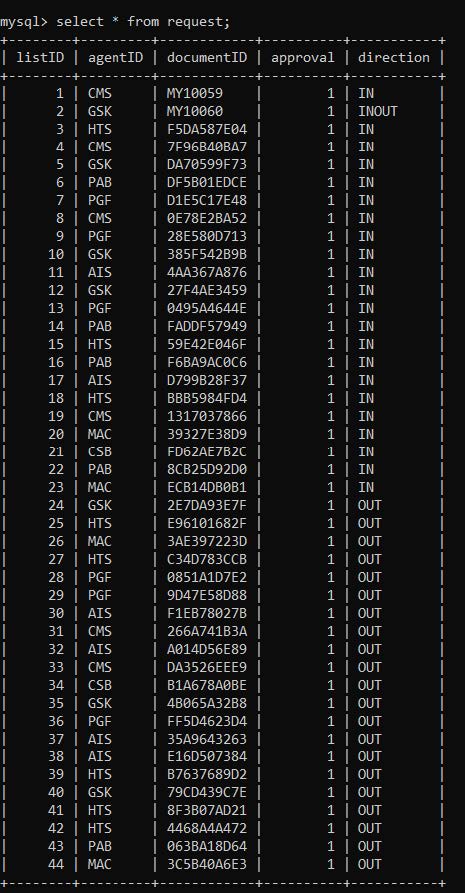 mysql> select * from request;
+--------+---------+------------+----------+-----------+
| listID | agentID | documentID | approval | direction |
+--------+---------+------------+----------+-----------+
|      1 | CMS     | MY10059    |        1 | IN        |
|      2 | GSK     | MY10060    |        1 | INOUT     |
|      3 | HTS     | F5DA587E04 |        1 | IN        |
|      4 | CMS     | 7F96B40BA7 |        1 | IN        |
|      5 | GSK     | DA70599F73 |        1 | IN        |
|      6 | PAB     | DF5B01EDCE |        1 | IN        |
|      7 | PGF     | D1E5C17E48 |        1 | IN        |
|      8 | CMS     | 0E78E2BA52 |        1 | IN        |
|      9 | PGF     | 28E580D713 |        1 | IN        |
|     10 | GSK     | 385F542B9B |        1 | IN        |
|     11 | AIS     | 4AA367A876 |        1 | IN        |
|     12 | GSK     | 27F4AE3459 |        1 | IN        |
|     13 | PGF     | 0495A4644E |        1 | IN        |
|     14 | PAB     | FADDF57949 |        1 | IN        |
|     15 | HTS     | 59E42E046F |        1 | IN        |
|     16 | PAB     | F6BA9AC0C6 |        1 | IN        |
|     17 | AIS     | D799B28F37 |        1 | IN        |
|     18 | HTS     | BBB5984FD4 |        1 | IN        |
|     19 | CMS     | 1317037866 |        1 | IN        |
|     20 | MAC     | 39327E38D9 |        1 | IN        |
|     21 | CSB     | FD62AE7B2C |        1 | IN        |
|     22 | PAB     | 8CB25D92D0 |        1 | IN        |
|     23 | MAC     | ECB14DB0B1 |        1 | IN        |
|     24 | GSK     | 2E7DA93E7F |        1 | OUT       |
|     25 | HTS     | E96101682F |        1 | OUT       |
|     26 | MAC     | 3AE397223D |        1 | OUT       |
|     27 | HTS     | C34D783CCB |        1 | OUT       |
|     28 | PGF     | 0851A1D7E2 |        1 | OUT       |
|     29 | PGF     | 9D47E58D88 |        1 | OUT       |
|     30 | AIS     | F1EB78027B |        1 | OUT       |
|     31 | CMS     | 266A741B3A |        1 | OUT       |
|     32 | AIS     | A014D56E89 |        1 | OUT       |
|     33 | CMS     | DA3526EEE9 |        1 | OUT       |
|     34 | CSB     | B1A678A0BE |        1 | OUT       |
|     35 | GSK     | 4B065A32B8 |        1 | OUT       |
|     36 | PGF     | FF5D4623D4 |        1 | OUT       |
|     37 | AIS     | 35A9643263 |        1 | OUT       |
|     38 | AIS     | E16D507384 |        1 | OUT       |
|     39 | HTS     | B7637689D2 |        1 | OUT       |
|     40 | GSK     | 79CD439C7E |        1 | OUT       |
|     41 | HTS     | 8F3B07AD21 |        1 | OUT       |
|     42 | HTS     | 4468A4A472 |        1 | OUT       |
|     43 | PAB     | 063BA18D64 |        1 | OUT       |
|     44 | MAC     | 3C5B40A6E3 |        1 | OUT       |
+--------+---------+------------+----------+-----------+